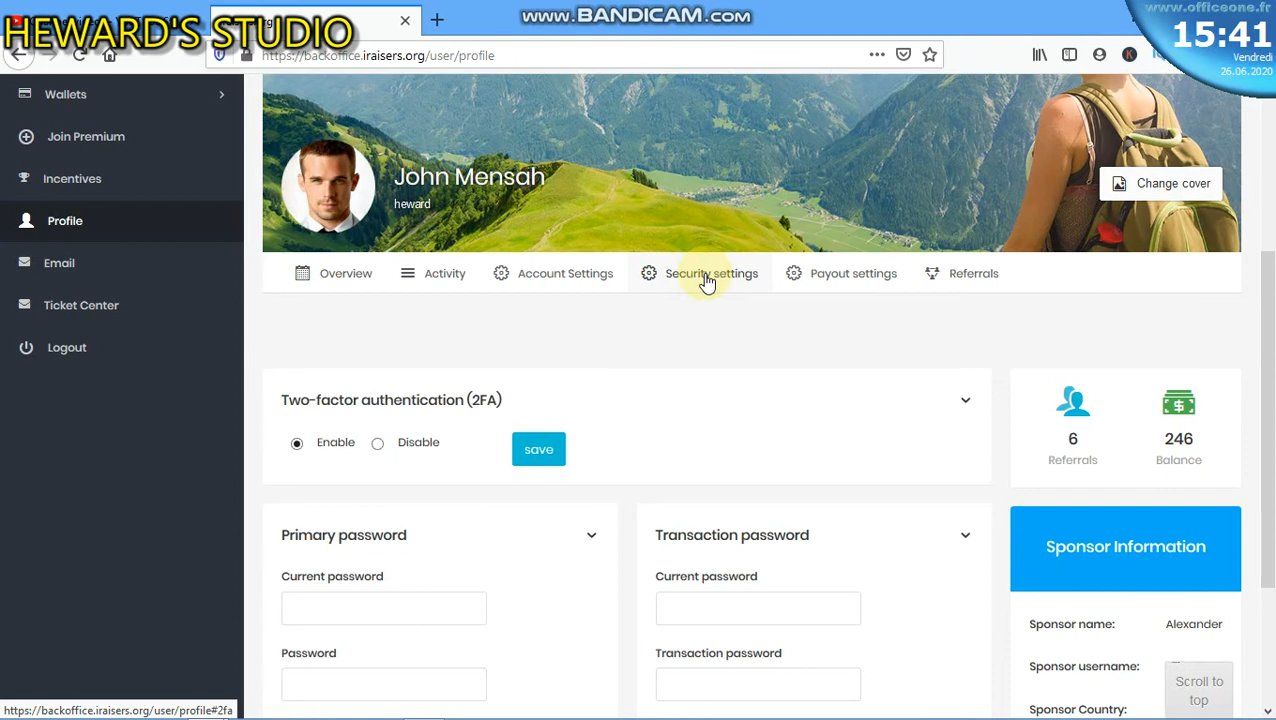 www.BANDICAM.com
www.officeone.fr
HEWARD'S STUDIO
15:41
Vendredi
26.06.2020
https://backoffice.iraisers.org/user/profile
Wallets
Join Premium
Incentives
Profile
Email
Ticket Center
Logout
John Mensah
heward
Change cover
Overview
Activity
Account Settings
Security settings
Payout settings
Referrals
Two-factor authentication (2FA)
Enable
Disable
save
6
Referrals
246
Balance
Primary password
Current password
Password
Transaction password
Current password
Transaction password
Sponsor Information
Sponsor name: Alexander
Sponsor username:
Sponsor Country:
Scroll to
top
https://backoffice.iraisers.org/user/profile#2fa